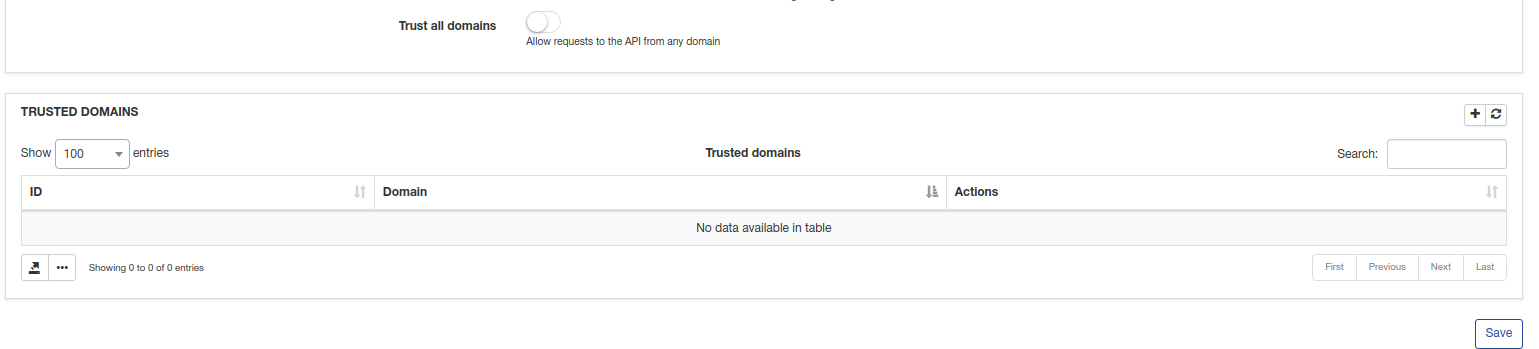 Trust all domains
Allow requests to the API from any domain
TRUSTED DOMAINS
Show 100 entries
Trusted domains
Search:
ID Domain Actions
No data available in table
Showing 0 to 0 of 0 entries
First Previous Next Last
Save